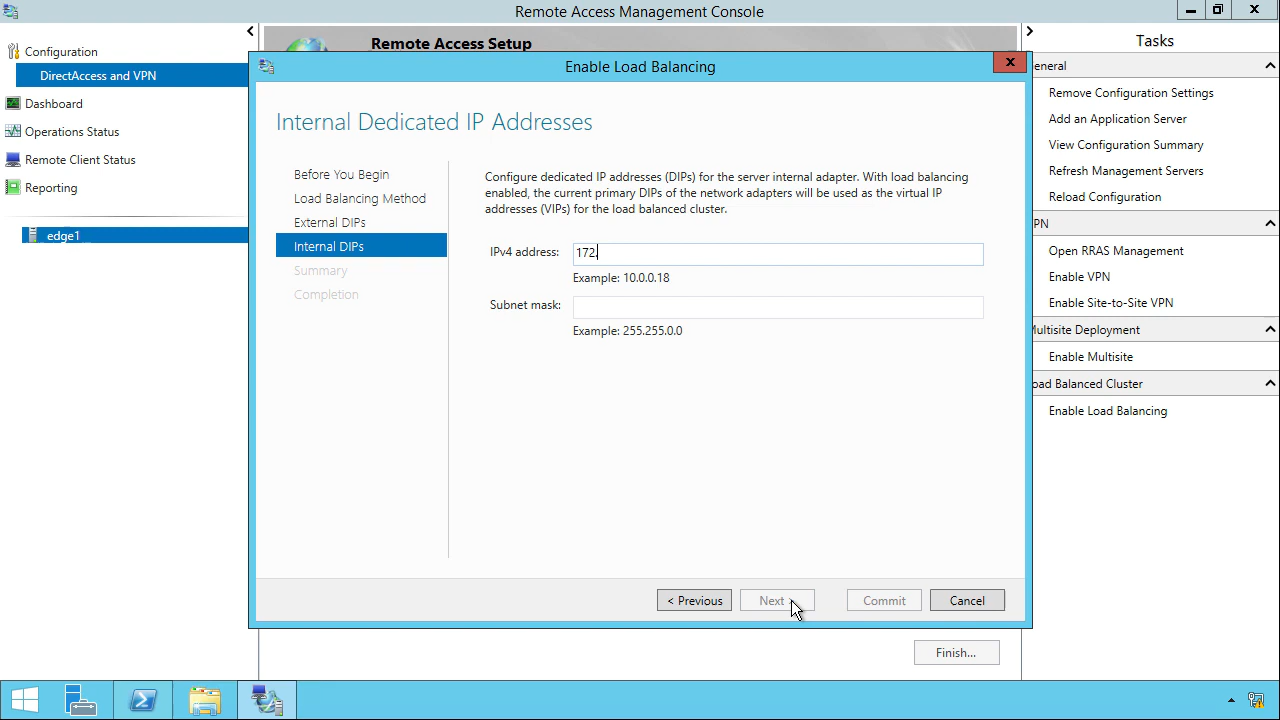 Remote Access Management Console
Configuration
DirectAccess and VPN
Dashboard
Operations Status
Remote Client Status
Reporting
edge1
Remote Access Setup
Enable Load Balancing
Internal Dedicated IP Addresses
Before You Begin
Load Balancing Method
External DIPs
Internal DIPs
Summary
Completion
Configure dedicated IP addresses (DIPs) for the server internal adapter. With load balancing
enabled, the current primary DIPs of the network adapters will be used as the virtual IP
addresses (VIPs) for the load balanced cluster.
IPv4 address: 172.
Example: 10.0.0.18
Subnet mask:
Example: 255.255.0.0
< Previous
Next >
Commit
Cancel
Finish...
Tasks
eneral
Remove Configuration Settings
Add an Application Server
View Configuration Summary
Refresh Management Servers
Reload Configuration
PN
Open RRAS Management
Enable VPN
Enable Site-to-Site VPN
Multisite Deployment
Enable Multisite
oad Balanced Cluster
Enable Load Balancing